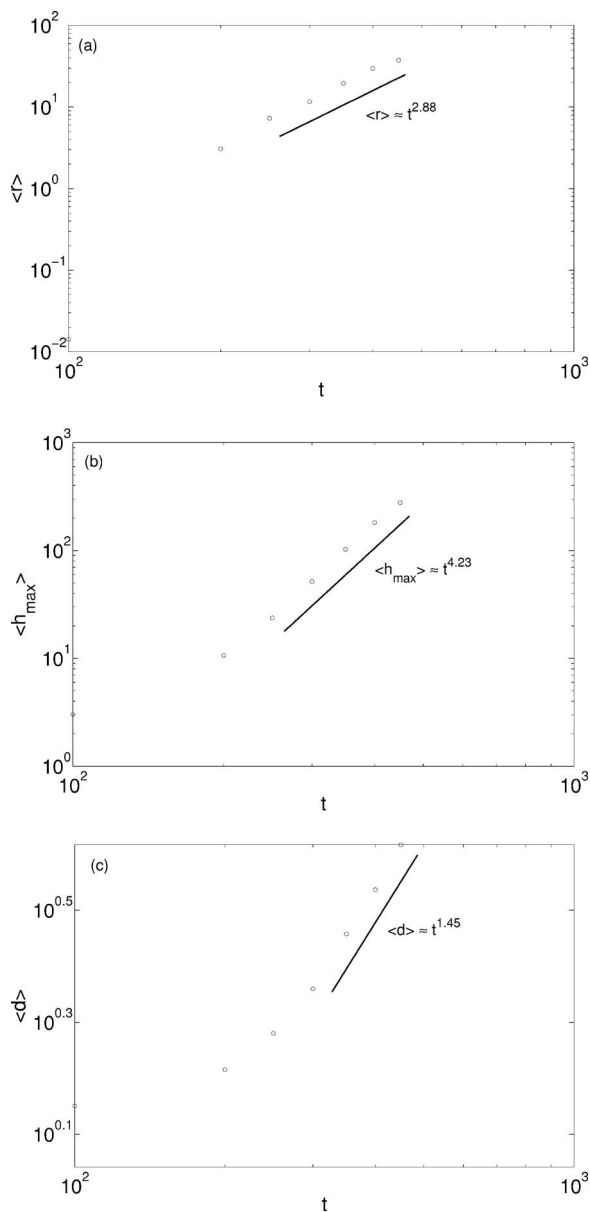 (a)
10^2
10^1
10^0
10^-1
10^-2
<r>
<r> ≈ t^2.88
10^2
10^3
t
(b)
10^3
10^2
10^1
10^0
<h_max>
<h_max> ≈ t^4.23
10^2
10^3
t
(c)
10^0.5
10^0.3
10^0.1
<d>
<d> ≈ t^1.45
10^2
10^3
t